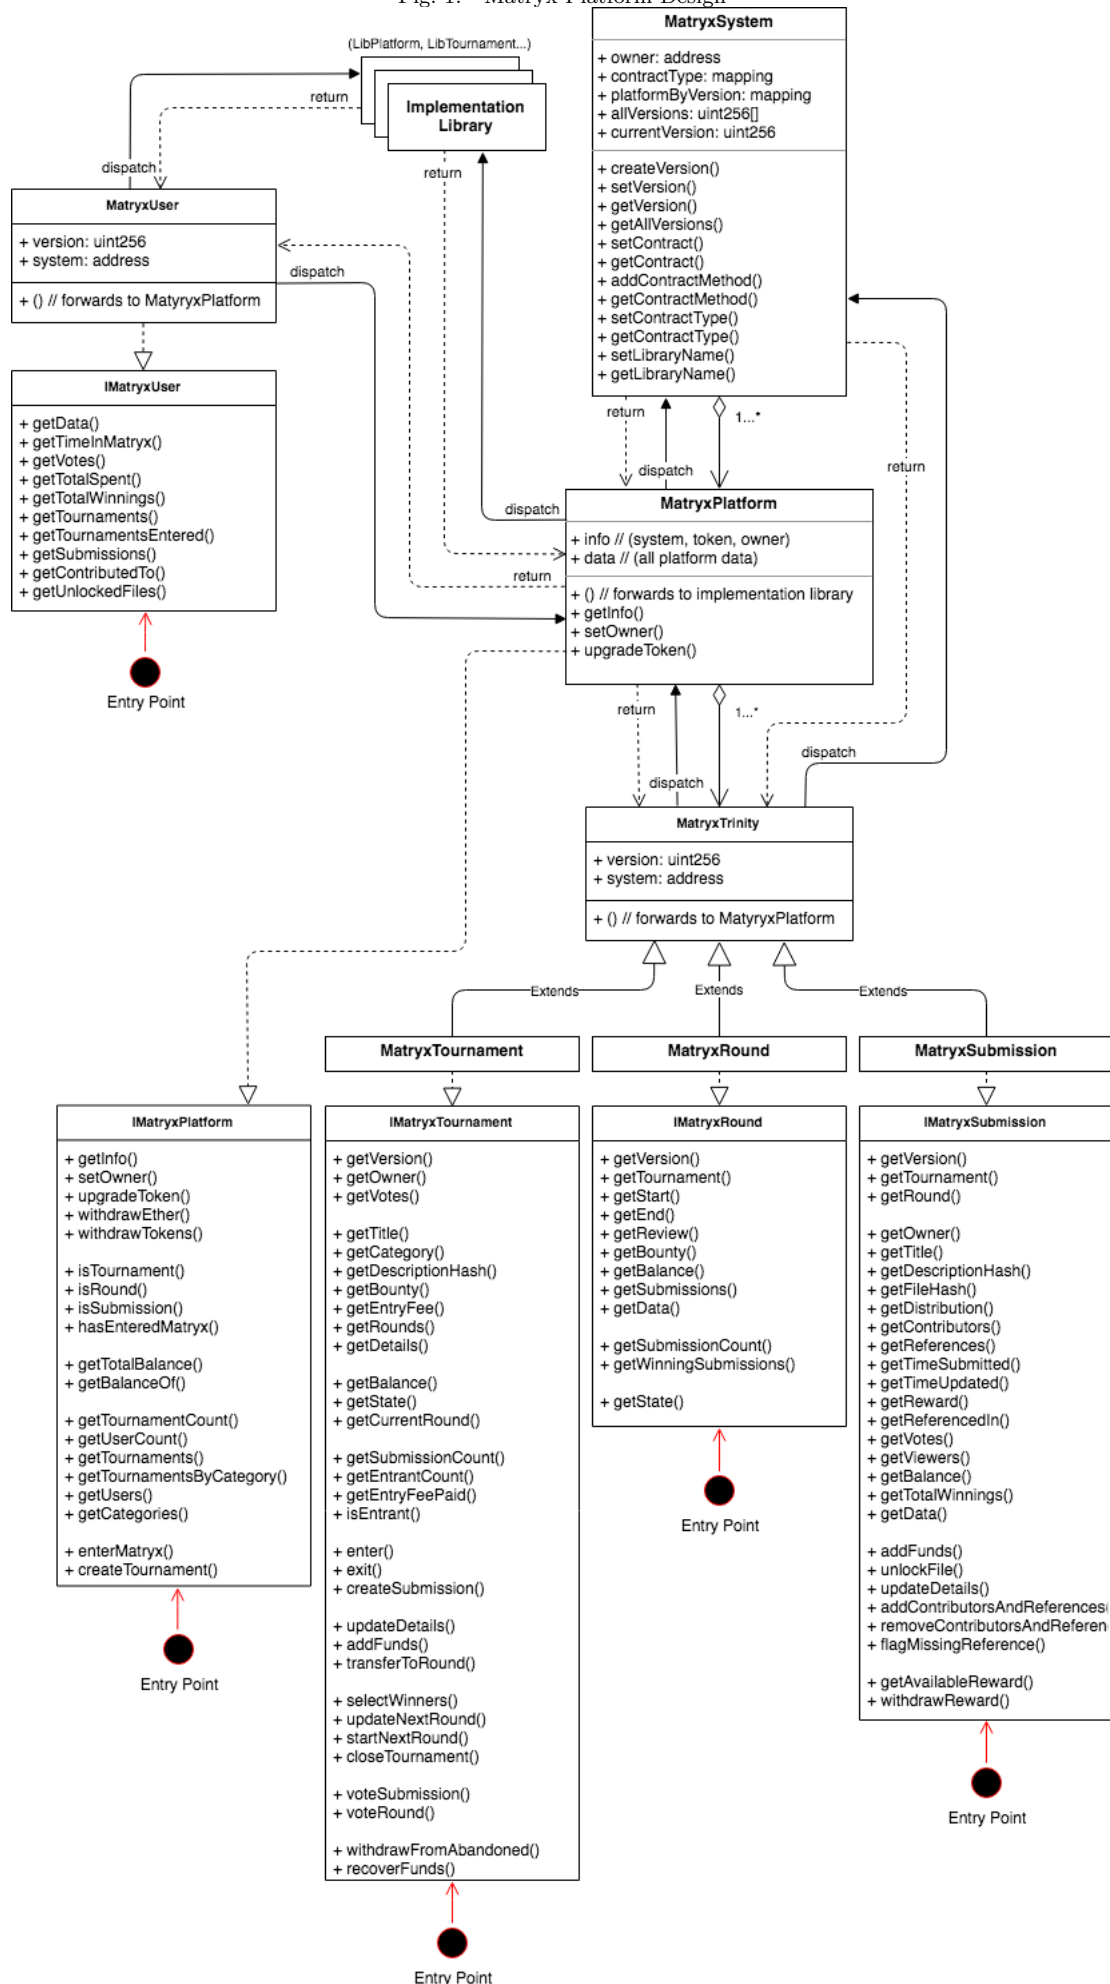 Fig. 1. Matryx Platform Design
MatryxSystem
+ owner: address
+ contractType: mapping
+ platformByVersion: mapping
+ allVersions: uint256[]
+ currentVersion: uint256
+ createVersion()
+ setVersion()
+ getVersion()
+ getAllVersions()
+ setContract()
+ getContract()
+ addContractMethod()
+ getContractMethod()
+ setContractType()
+ getContractType()
+ setLibraryName()
+ getLibraryName()
(LibPlatform, LibTournament...)
Implementation
Library
return
dispatch
return
MatryxUser
+ version: uint256
+ system: address
+ () // forwards to MatyryxPlatform
dispatch
IMatryxUser
+ getData()
+ getTimeInMatryx()
+ getVotes()
+ getTotalSpent()
+ getTotalWinnings()
+ getTournaments()
+ getTournamentsEntered()
+ getSubmissions()
+ getContributedTo()
+ getUnlockedFiles()
Entry Point
return
1...*
dispatch
return
dispatch
return
MatryxPlatform
+ info // (system, token, owner)
+ data // (all platform data)
+ () // forwards to implementation library
+ getInfo()
+ setOwner()
+ upgradeToken()
return
1...*
dispatch
dispatch
MatryxTrinity
+ version: uint256
+ system: address
+ () // forwards to MatyryxPlatform
Extends
Extends
Extends
MatryxTournament
MatryxRound
MatryxSubmission
IMatryxPlatform
+ getInfo()
+ setOwner()
+ upgradeToken()
+ withdrawEther()
+ withdrawTokens()
+ isTournament()
+ isRound()
+ isSubmission()
+ hasEnteredMatryx()
+ getTotalBalance()
+ getBalanceOf()
+ getTournamentCount()
+ getUserCount()
+ getTournaments()
+ getTournamentsByCategory()
+ getUsers()
+ getCategories()
+ enterMatryx()
+ createTournament()
Entry Point
IMatryxTournament
+ getVersion()
+ getOwner()
+ getVotes()
+ getTitle()
+ getCategory()
+ getDescriptionHash()
+ getBounty()
+ getEntryFee()
+ getRounds()
+ getDetails()
+ getBalance()
+ getState()
+ getCurrentRound()
+ getSubmissionCount()
+ getEntrantCount()
+ getEntryFeePaid()
+ isEntrant()
+ enter()
+ exit()
+ createSubmission()
+ updateDetails()
+ addFunds()
+ transferToRound()
+ selectWinners()
+ updateNextRound()
+ startNextRound()
+ closeTournament()
+ voteSubmission()
+ voteRound()
+ withdrawFromAbandoned()
+ recoverFunds()
Entry Point
IMatryxRound
+ getVersion()
+ getTournament()
+ getStart()
+ getEnd()
+ getReview()
+ getBounty()
+ getBalance()
+ getSubmissions()
+ getData()
+ getSubmissionCount()
+ getWinningSubmissions()
+ getState()
Entry Point
IMatryxSubmission
+ getVersion()
+ getTournament()
+ getRound()
+ getOwner()
+ getTitle()
+ getDescriptionHash()
+ getFileHash()
+ getDistribution()
+ getContributors()
+ getReferences()
+ getTimeSubmitted()
+ getTimeUpdated()
+ getReward()
+ getReferencedIn()
+ getVotes()
+ getViewers()
+ getBalance()
+ getTotalWinnings()
+ getData()
+ addFunds()
+ unlockFile()
+ updateDetails()
+ addContributorsAndReferences(
+ removeContributorsAndReferen
+ flagMissingReference()
+ getAvailableReward()
+ withdrawReward()
Entry Point